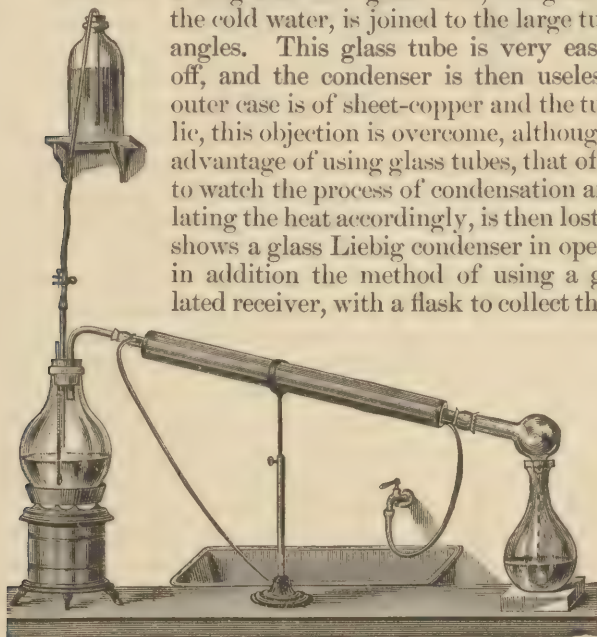 the cold water, is joined to the large tu
angles. This glass tube is very eas
off, and the condenser is then useles
outer case is of sheet-copper and the tu
lic, this objection is overcome, althoug
advantage of using glass tubes, that of
to watch the process of condensation a
lating the heat accordingly, is then lost
shows a glass Liebig condenser in ope
in addition the method of using a g
lated receiver, with a flask to collect th